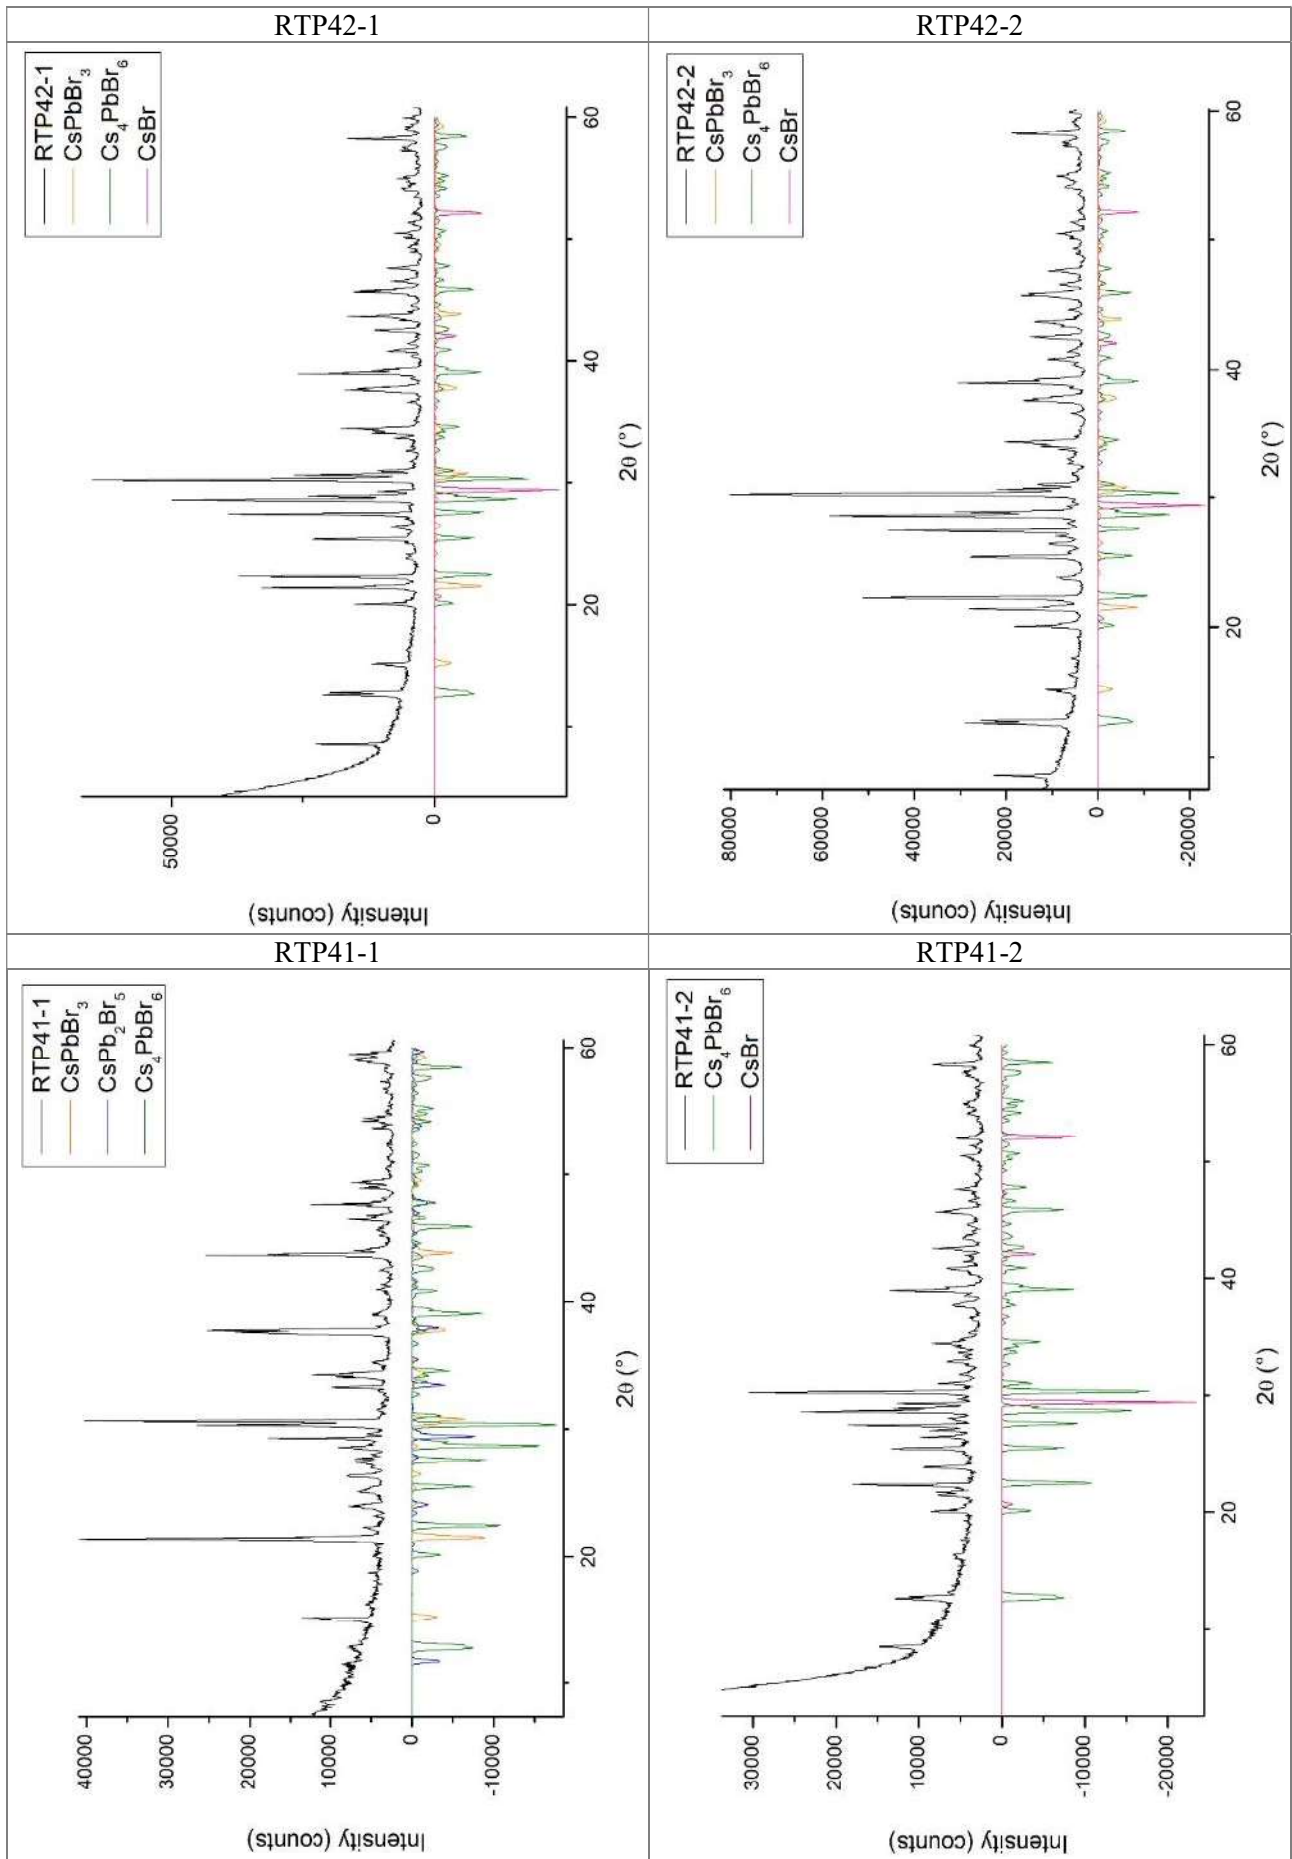 RTP42-1
RTP42-1
CsPbBr₃
Cs₄PbBr₆
CsBr
50000
0
Intensity (counts)
20
40
60
2θ (°)
RTP42-2
RTP42-2
CsPbBr₃
Cs₄PbBr₆
CsBr
80000
60000
40000
20000
0
-20000
Intensity (counts)
20
40
60
2θ (°)
RTP41-1
RTP41-1
CsPbBr₃
CsPb₂Br₅
Cs₄PbBr₆
40000
30000
20000
10000
0
-10000
Intensity (counts)
20
40
60
2θ (°)
RTP41-2
RTP41-2
Cs₄PbBr₆
CsBr
30000
20000
10000
0
-10000
-20000
Intensity (counts)
20
40
60
2θ (°)